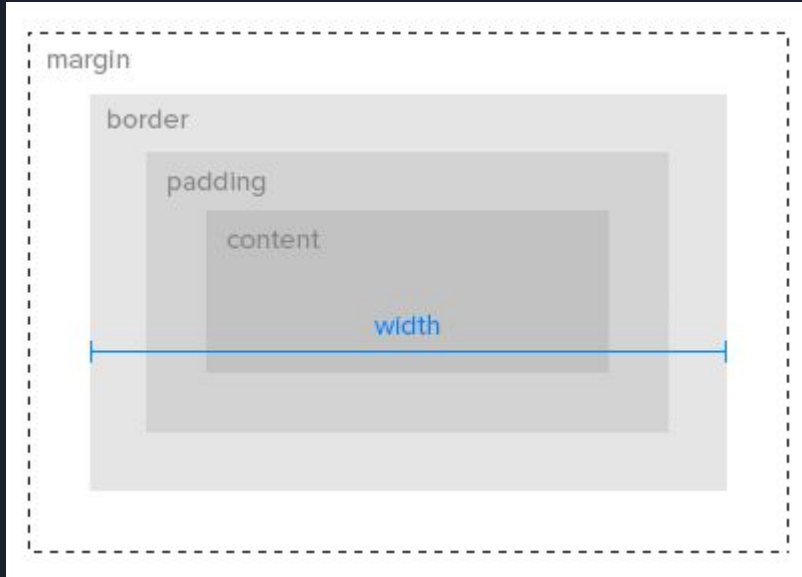 margin
border
padding
content
width